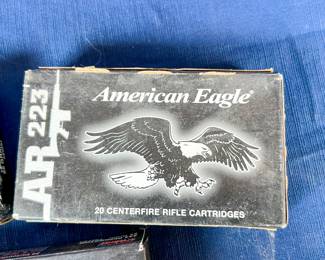 American Eagle®
AR 223
20 CENTERFIRE RIFLE CARTRIDGES